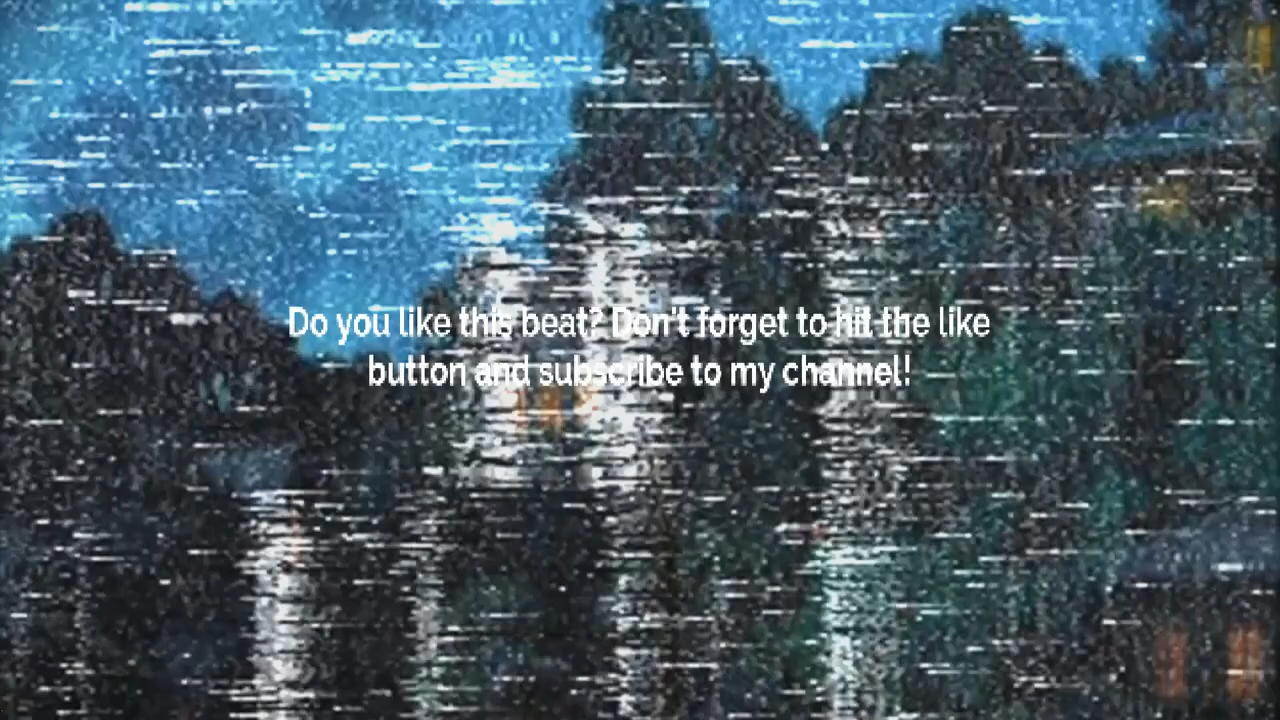 Do you like this beat? Don't forget to hit the like
button and subscribe to my channel!